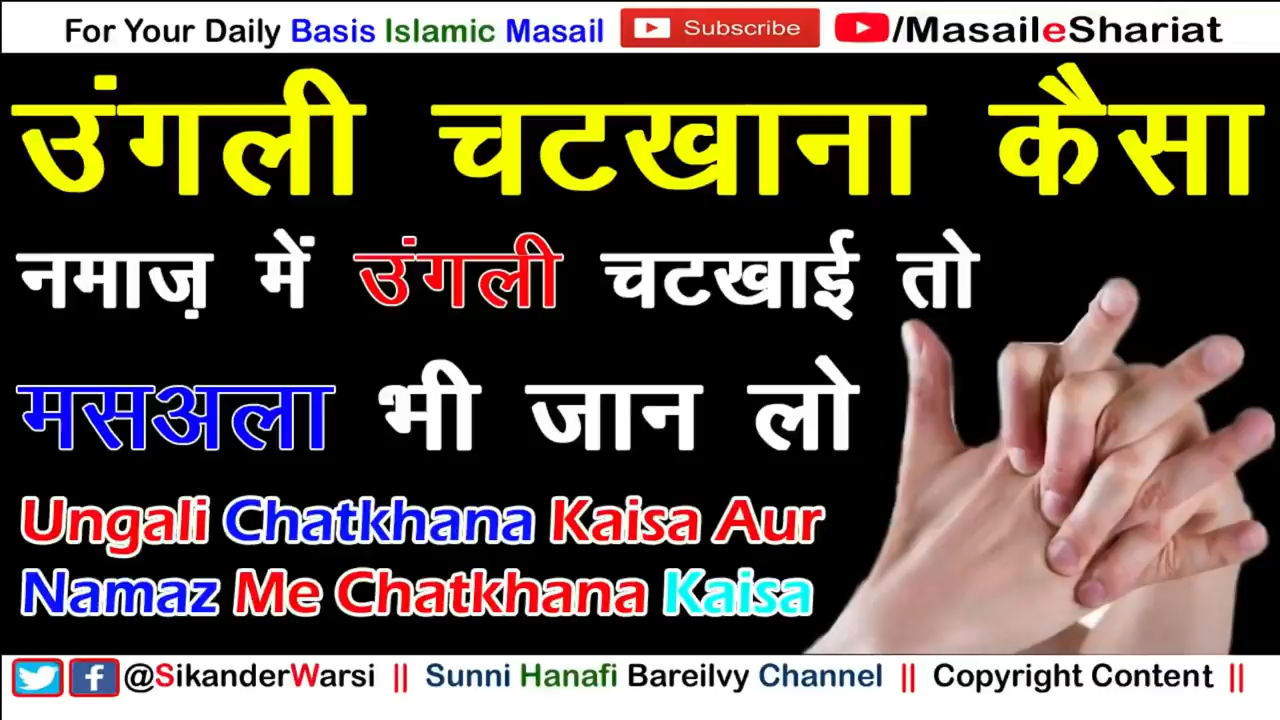 For Your Daily Basis Islamic Masail Subscribe /MasaileShariat
उंगली चटखाना कैसा
नमाज़ में उंगली चटखाई तो
मसअला भी जान लो
Ungali Chatkhana Kaisa Aur
Namaz Me Chatkhana Kaisa
@SikanderWarsi || Sunni Hanafi Bareilvy Channel || Copyright Content ||